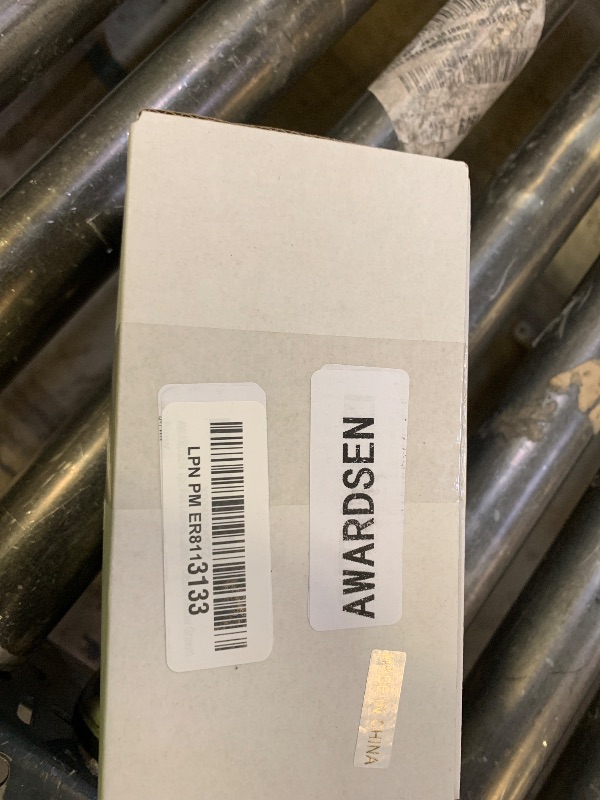 AWARDSEN
LPN PM ER8113133
CHINA